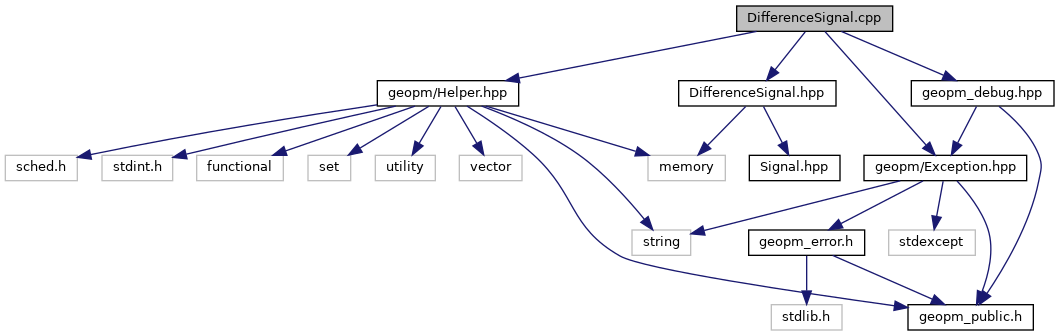 DifferenceSignal.cpp
geopm/Helper.hpp
DifferenceSignal.hpp
geopm_debug.hpp
sched.h
stdint.h
functional
set
utility
vector
memory
Signal.hpp
geopm/Exception.hpp
string
geopm_error.h
stdexcept
stdlib.h
geopm_public.h